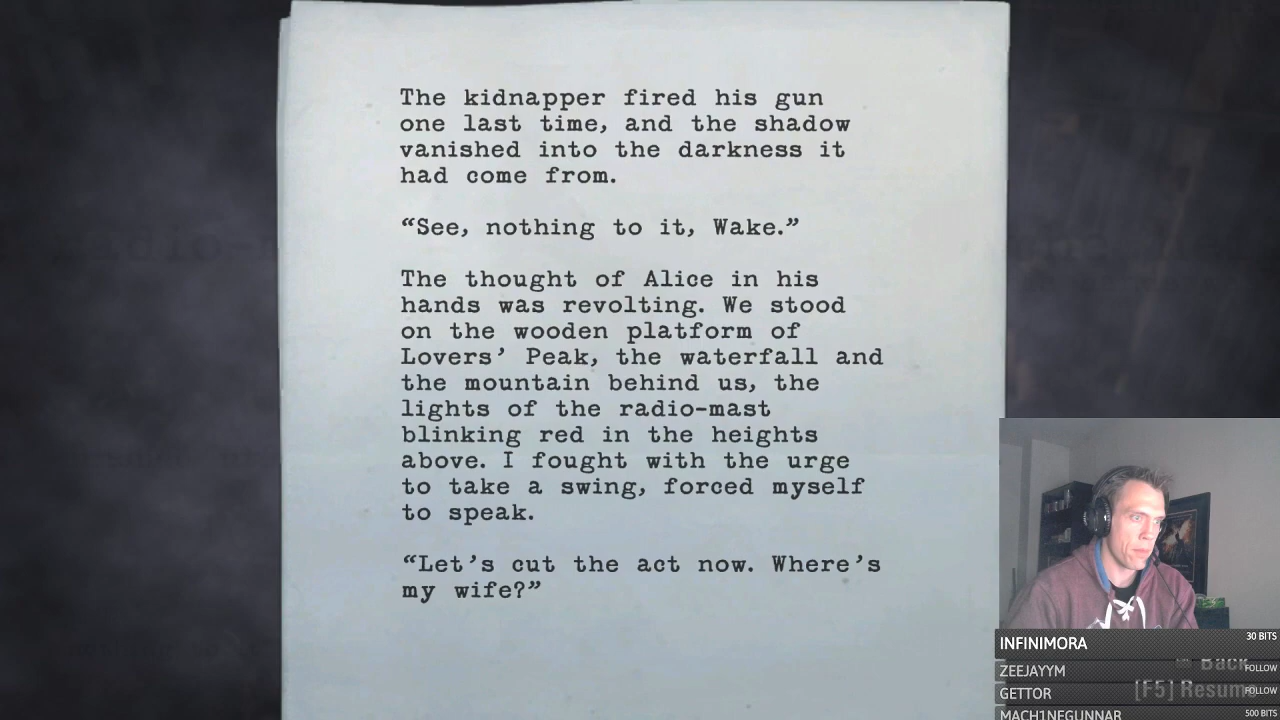 The kidnapper fired his gun
one last time, and the shadow
vanished into the darkness it
had come from.
“See, nothing to it, Wake.”
The thought of Alice in his
hands was revolting. We stood
on the wooden platform of
Lovers’ Peak, the waterfall and
the mountain behind us, the
lights of the radio-mast
blinking red in the heights
above. I fought with the urge
to take a swing, forced myself
to speak.
“Let’s cut the act now. Where’s
my wife?”
INFINIMORA 30 BITS
Back
ZEEJAYYM FOLLOW
[F5] Resume
GETTOR FOLLOW
MACH1NEGUNNAR 500 BITS